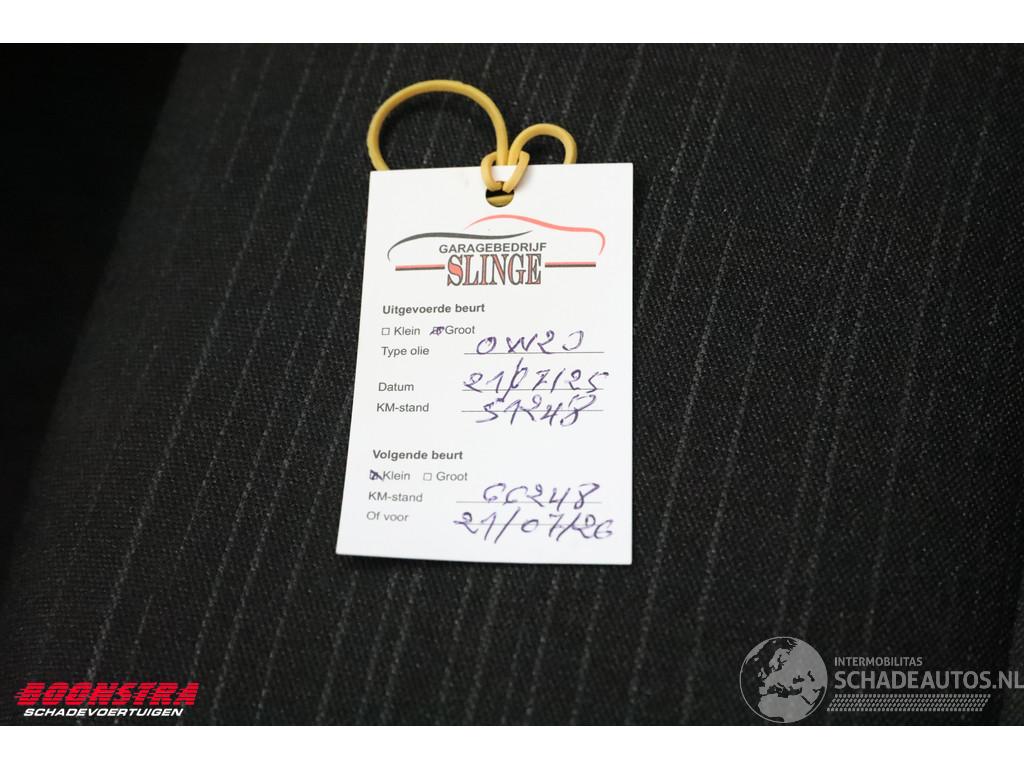 GARAGEBEDRIJF
SLINGE
Uitgevoerde beurt
Klein Groot
Type olie 0W20
Datum 21/07/25
KM-stand 51248
Volgende beurt
Klein Groot
KM-stand 66248
Of voor 21/07/26
BOONSTRA
SCHADEVOERTUIGEN
INTERMOBILITAS
SCHADEAUTOS.NL